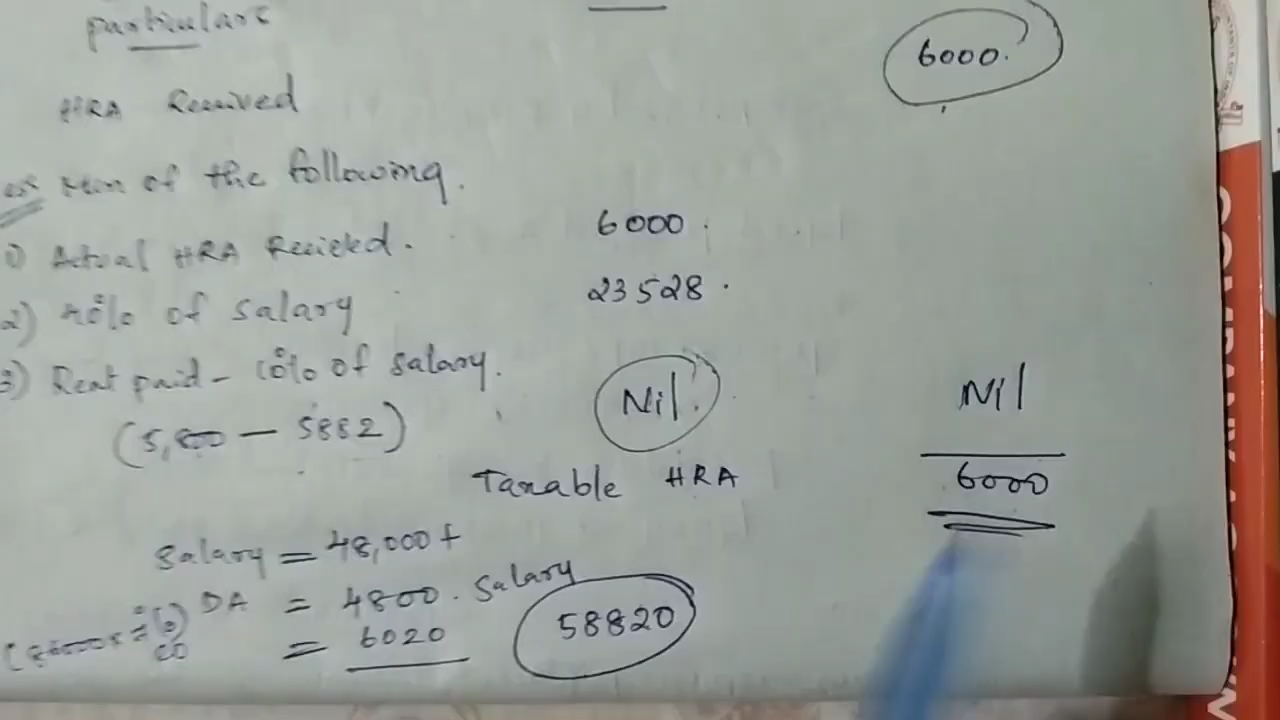 particulars
HRA Received 6000.
Min of the following.
1) Actual HRA Recieted. 6000.
2) 40% of salary 23528.
3) Rent paid - 10% of salary. Nil. Nil
(5,800 - 5882)
Taxable HRA 6000
Salary = 48,000 +
DA = 4800. Salary
= 6020 58820